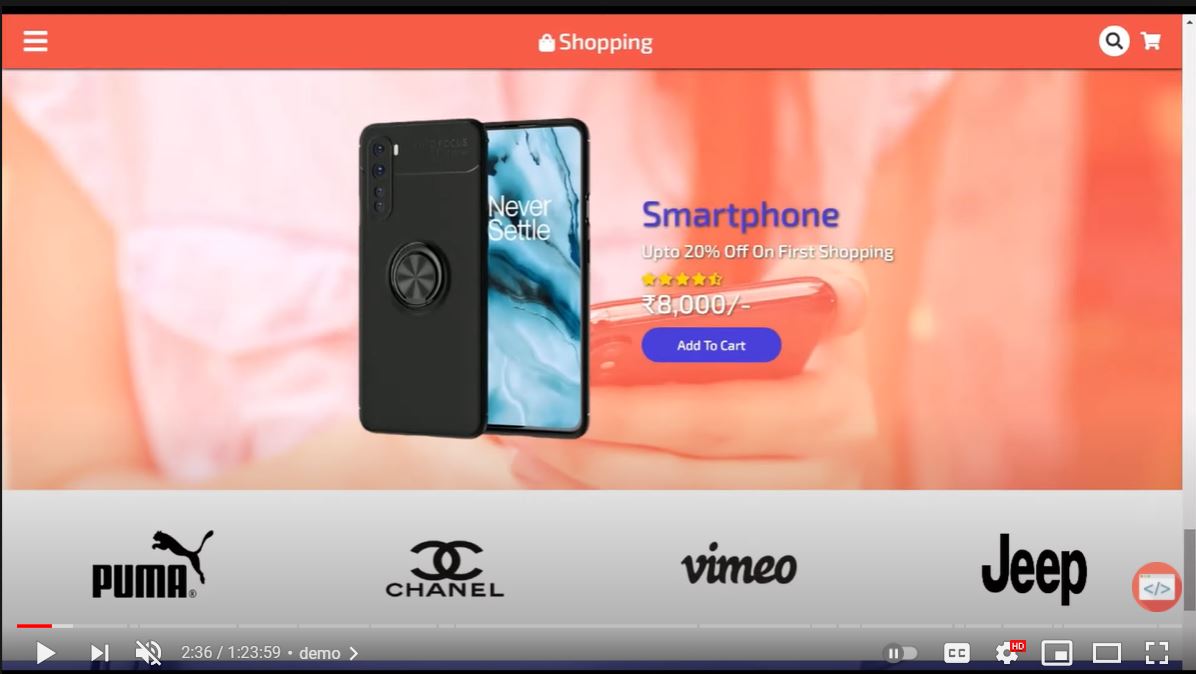 Shopping
Never
Settle
Smartphone
Upto 20% Off On First Shopping
₹8,000/-
Add To Cart
PUMA®
CHANEL
vimeo
Jeep
</>
2:36 / 1:23:59 • demo
CC
HD